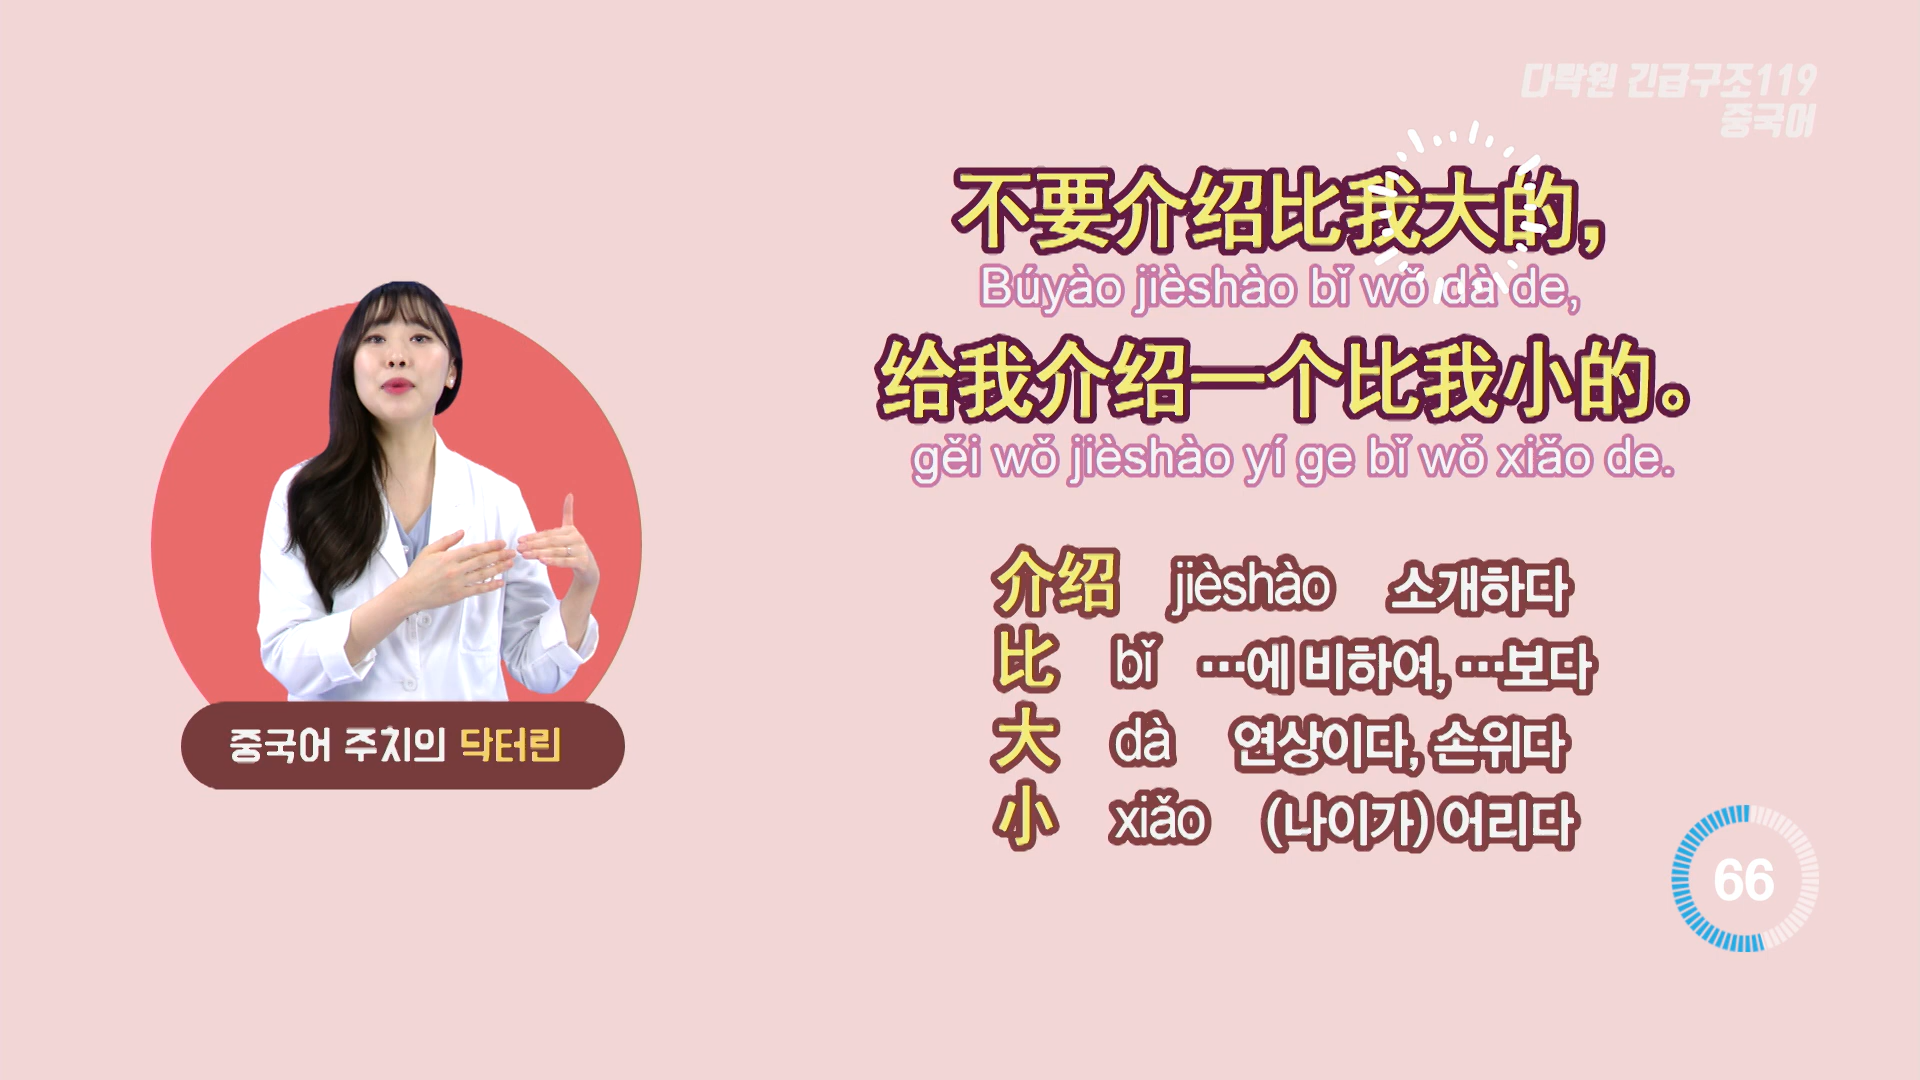 다락원 긴급구조119
중국어
不要介绍比我大的,
Búyào jièshào bǐ wǒ dà de,
给我介绍一个比我小的。
gěi wǒ jièshào yí ge bǐ wǒ xiǎo de.
介绍 jièshào 소개하다
比 bǐ …에 비하여, …보다
大 dà 연상이다, 손위다
小 xiǎo (나이가) 어리다
중국어 주치의 닥터린
66